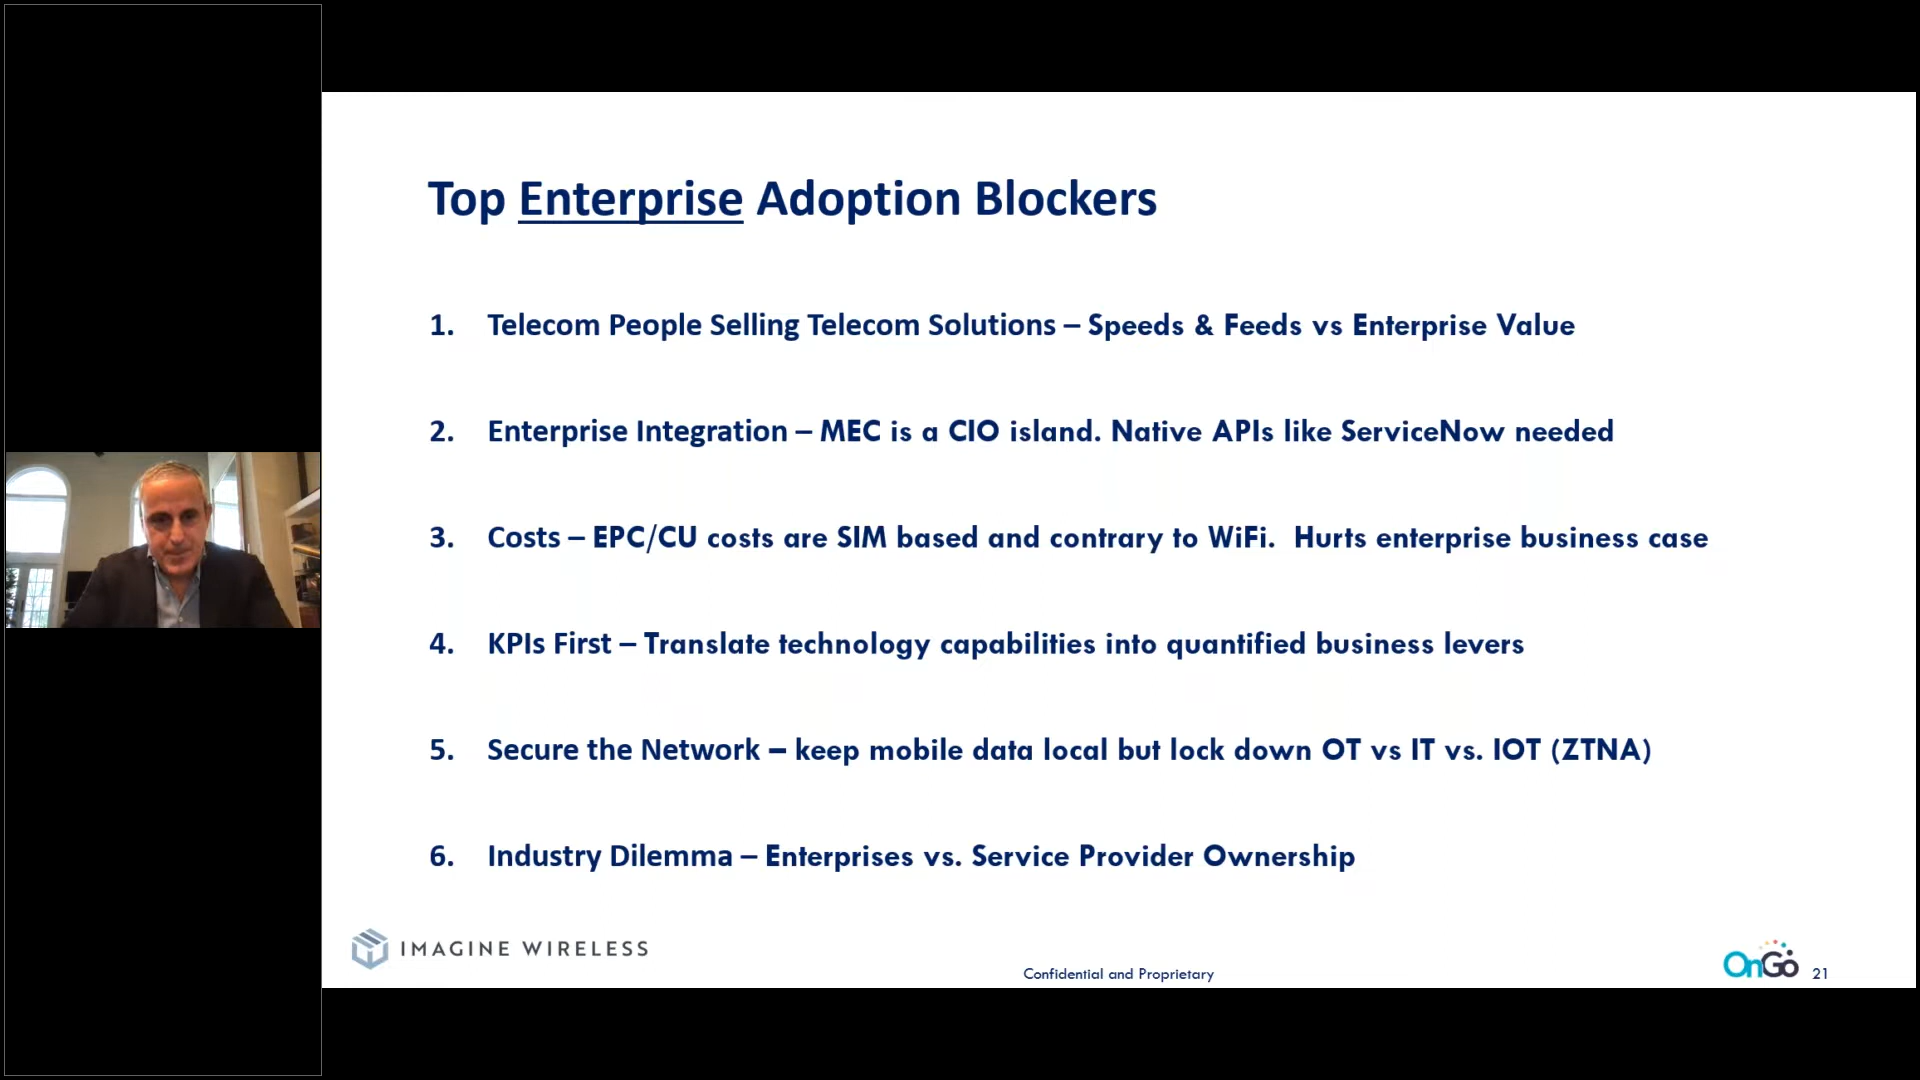 Top Enterprise Adoption Blockers
1. Telecom People Selling Telecom Solutions – Speeds & Feeds vs Enterprise Value
2. Enterprise Integration – MEC is a CIO island. Native APIs like ServiceNow needed
3. Costs – EPC/CU costs are SIM based and contrary to WiFi.  Hurts enterprise business case
4. KPIs First – Translate technology capabilities into quantified business levers
5. Secure the Network – keep mobile data local but lock down OT vs IT vs. IOT (ZTNA)
6. Industry Dilemma – Enterprises vs. Service Provider Ownership
IMAGINE WIRELESS
Confidential and Proprietary
OnGo 21